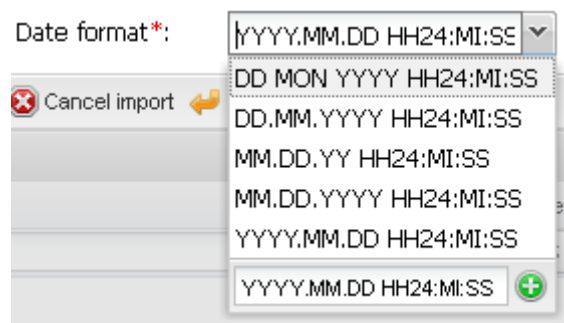 Date format*: YYYY.MM.DD HH24:MI:SS
DD MON YYYY HH24:MI:SS
Cancel import
DD.MM.YYYY HH24:MI:SS
MM.DD.YY HH24:MI:SS
MM.DD.YYYY HH24:MI:SS
YYYY.MM.DD HH24:MI:SS
YYYY.MM.DD HH24:MI:SS